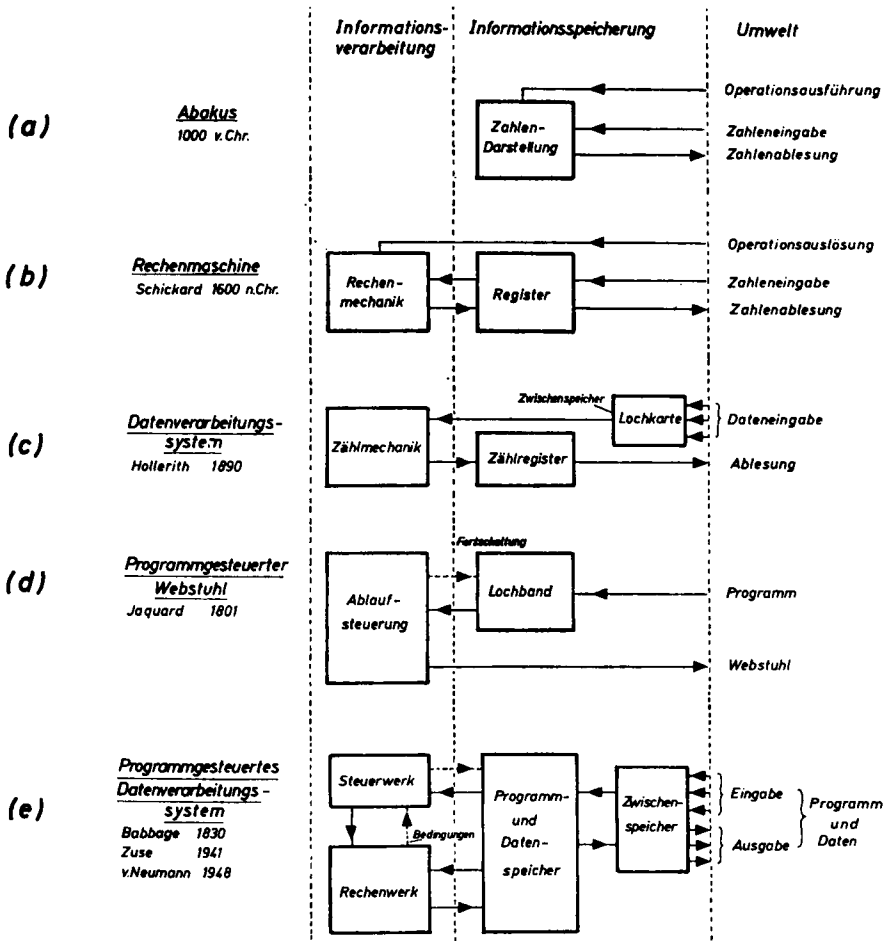 Informations-
verarbeitung
Informationsspeicherung
Umwelt
(a)
Abakus
1000 v.Chr.
Zahlen-
Darstellung
Operationsausführung
Zahleneingabe
Zahlenablesung
(b)
Rechenmaschine
Schickard 1600 n.Chr.
Rechen-
mechanik
Register
Operationsauslösung
Zahleneingabe
Zahlenablesung
(c)
Datenverarbeitungs-
system
Hollerith 1890
Zählmechanik
Zwischenspeicher
Lochkarte
Zählregister
Dateneingabe
Ablesung
(d)
Programmgesteuerter
Webstuhl
Jaquard 1801
Ablauf-
steuerung
Fortschaltung
Lochband
Programm
Webstuhl
(e)
Programmgesteuertes
Datenverarbeitungs-
system
Babbage 1830
Zuse 1941
v.Neumann 1948
Steuerwerk
Bedingungen
Rechenwerk
Programm-
und
Daten-
speicher
Zwischen-
speicher
Eingabe
Ausgabe
Programm
und
Daten